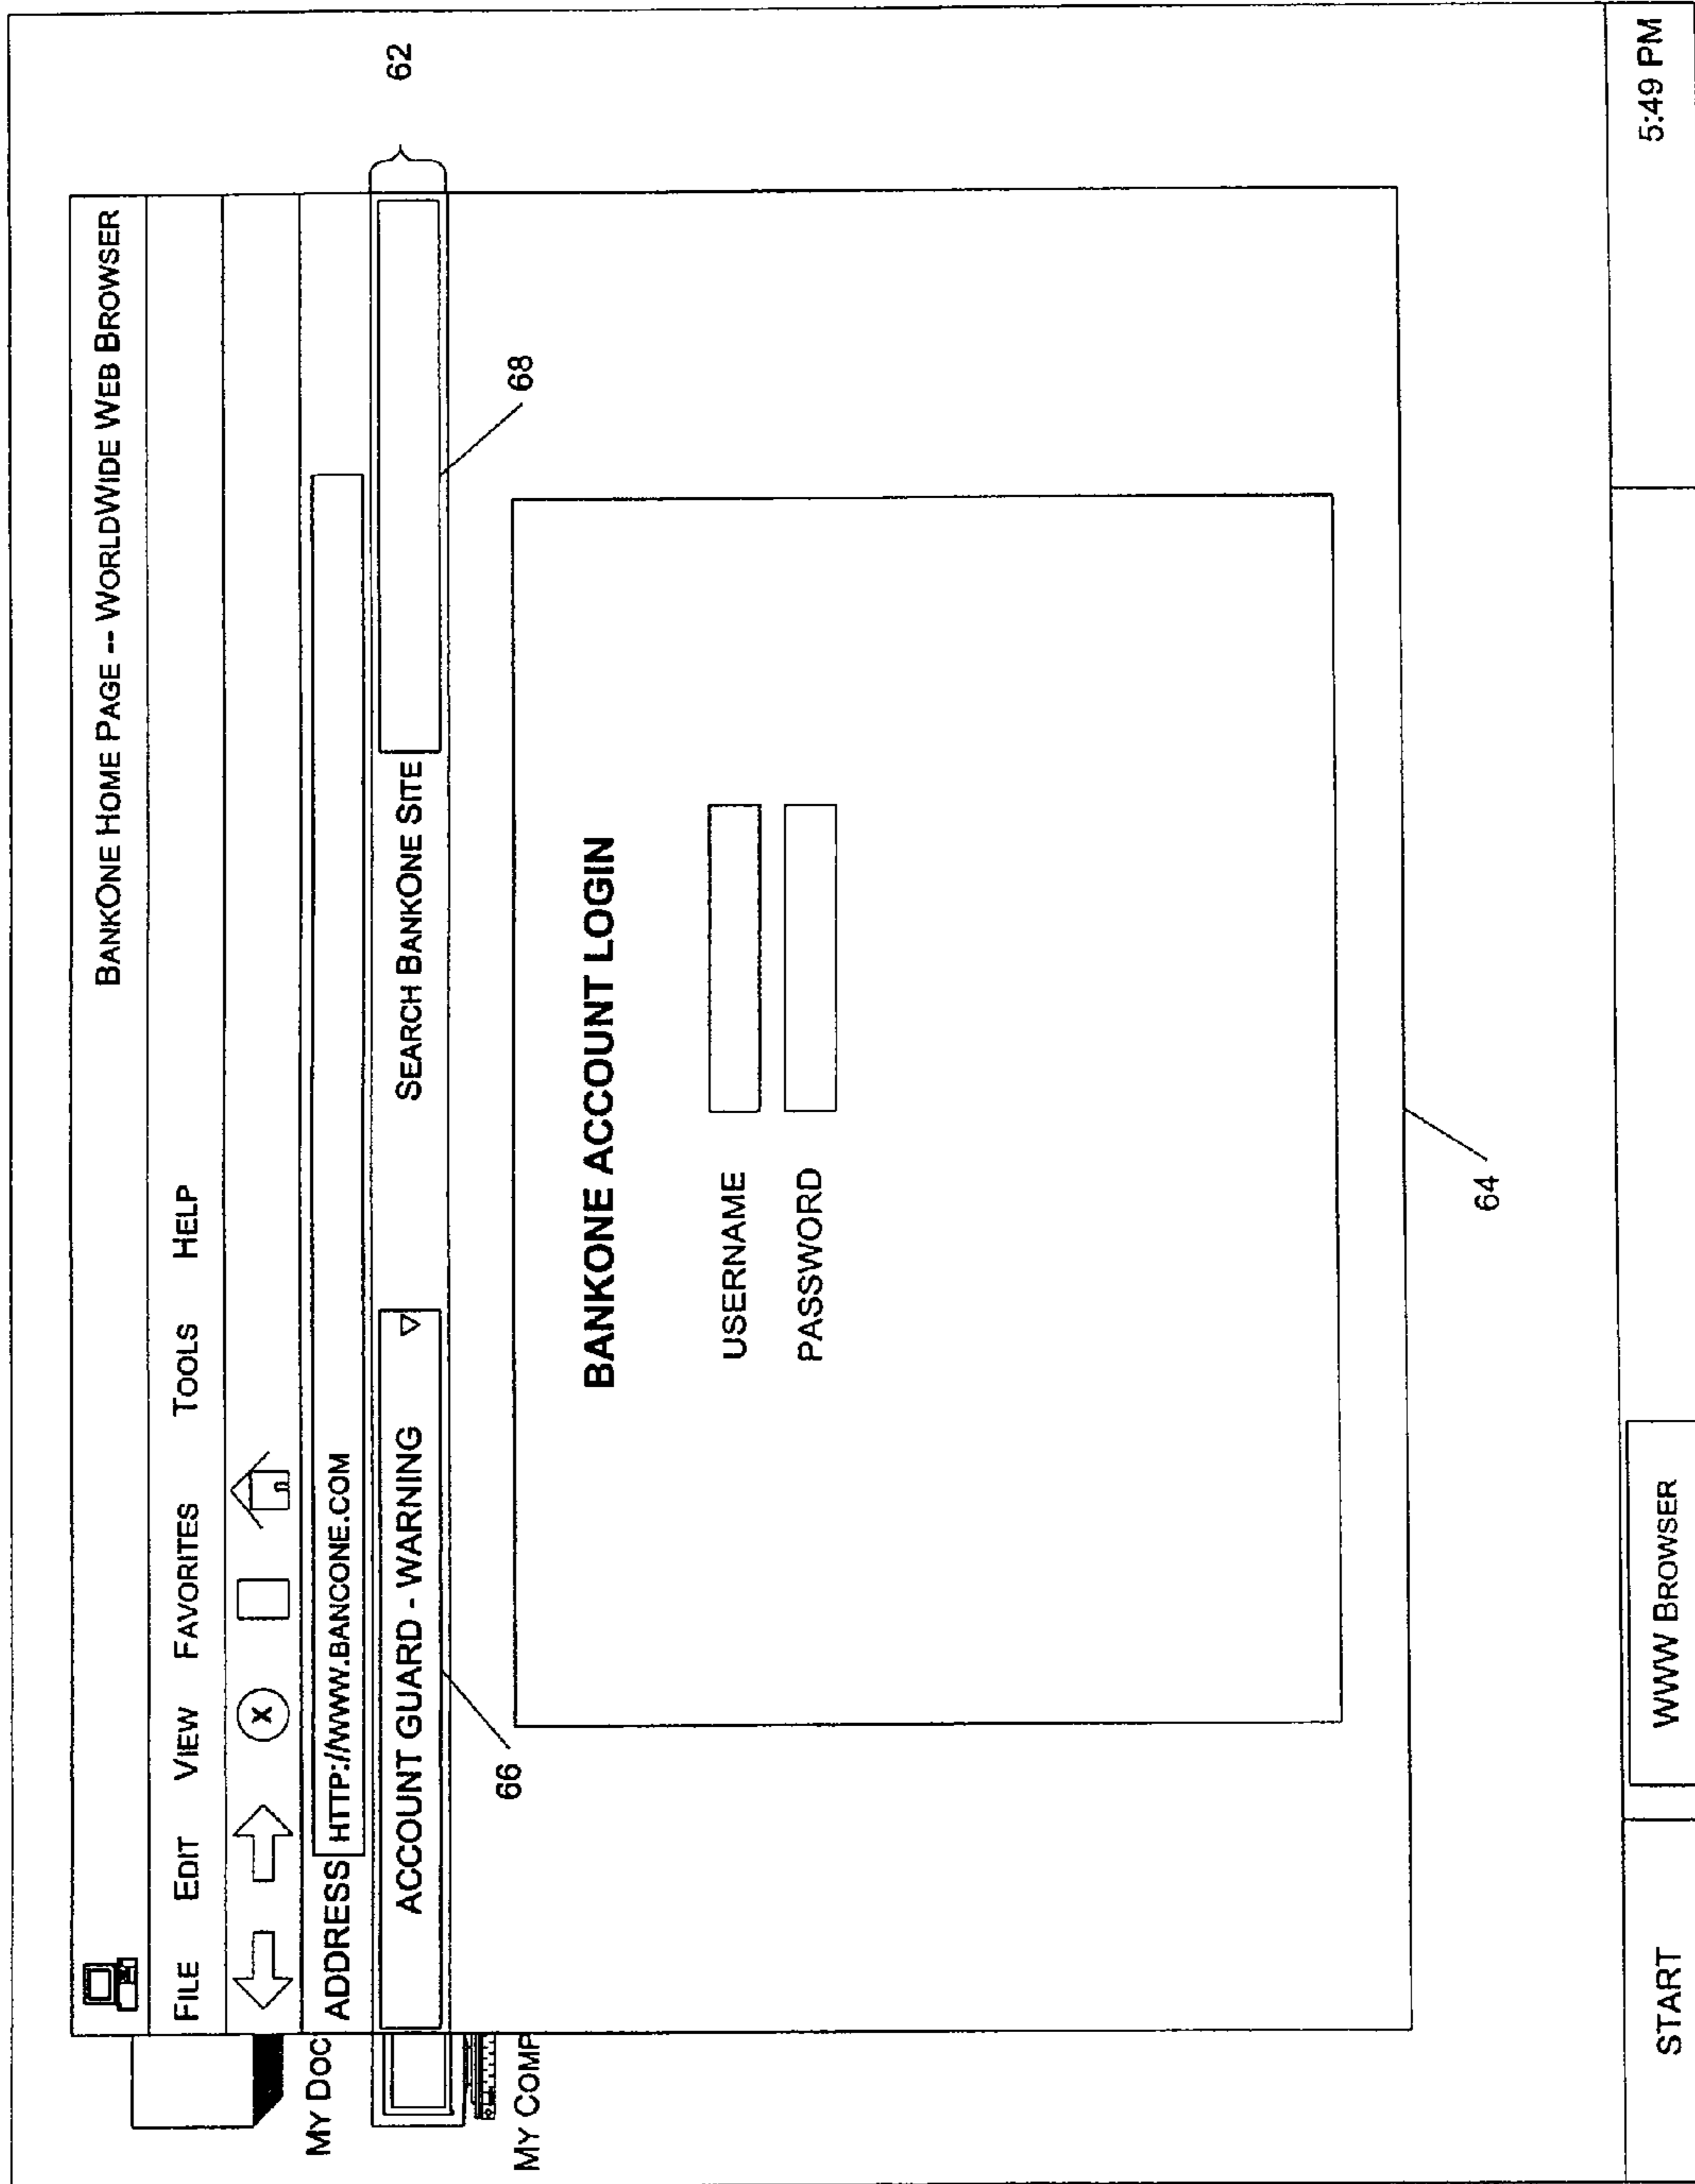 BANKONE HOME PAGE -- WORLDWIDE WEB BROWSER
FILE EDIT VIEW FAVORITES TOOLS HELP
ADDRESS HTTP://WWW.BANCONE.COM
ACCOUNT GUARD - WARNING SEARCH BANKONE SITE
62
66
68
MY DOC
MY COMP
BANKONE ACCOUNT LOGIN
USERNAME
PASSWORD
64
START WWW BROWSER 5:49 PM